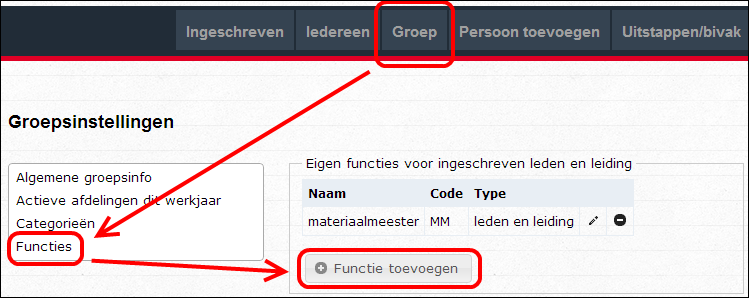 Ingeschreven Iedereen Groep Persoon toevoegen Uitstappen/bivak
Groepsinstellingen
Algemene groepsinfo
Actieve afdelingen dit werkjaar
Categorieën
Functies
Eigen functies voor ingeschreven leden en leiding
Naam Code Type
materiaalmeester MM leden en leiding
Functie toevoegen